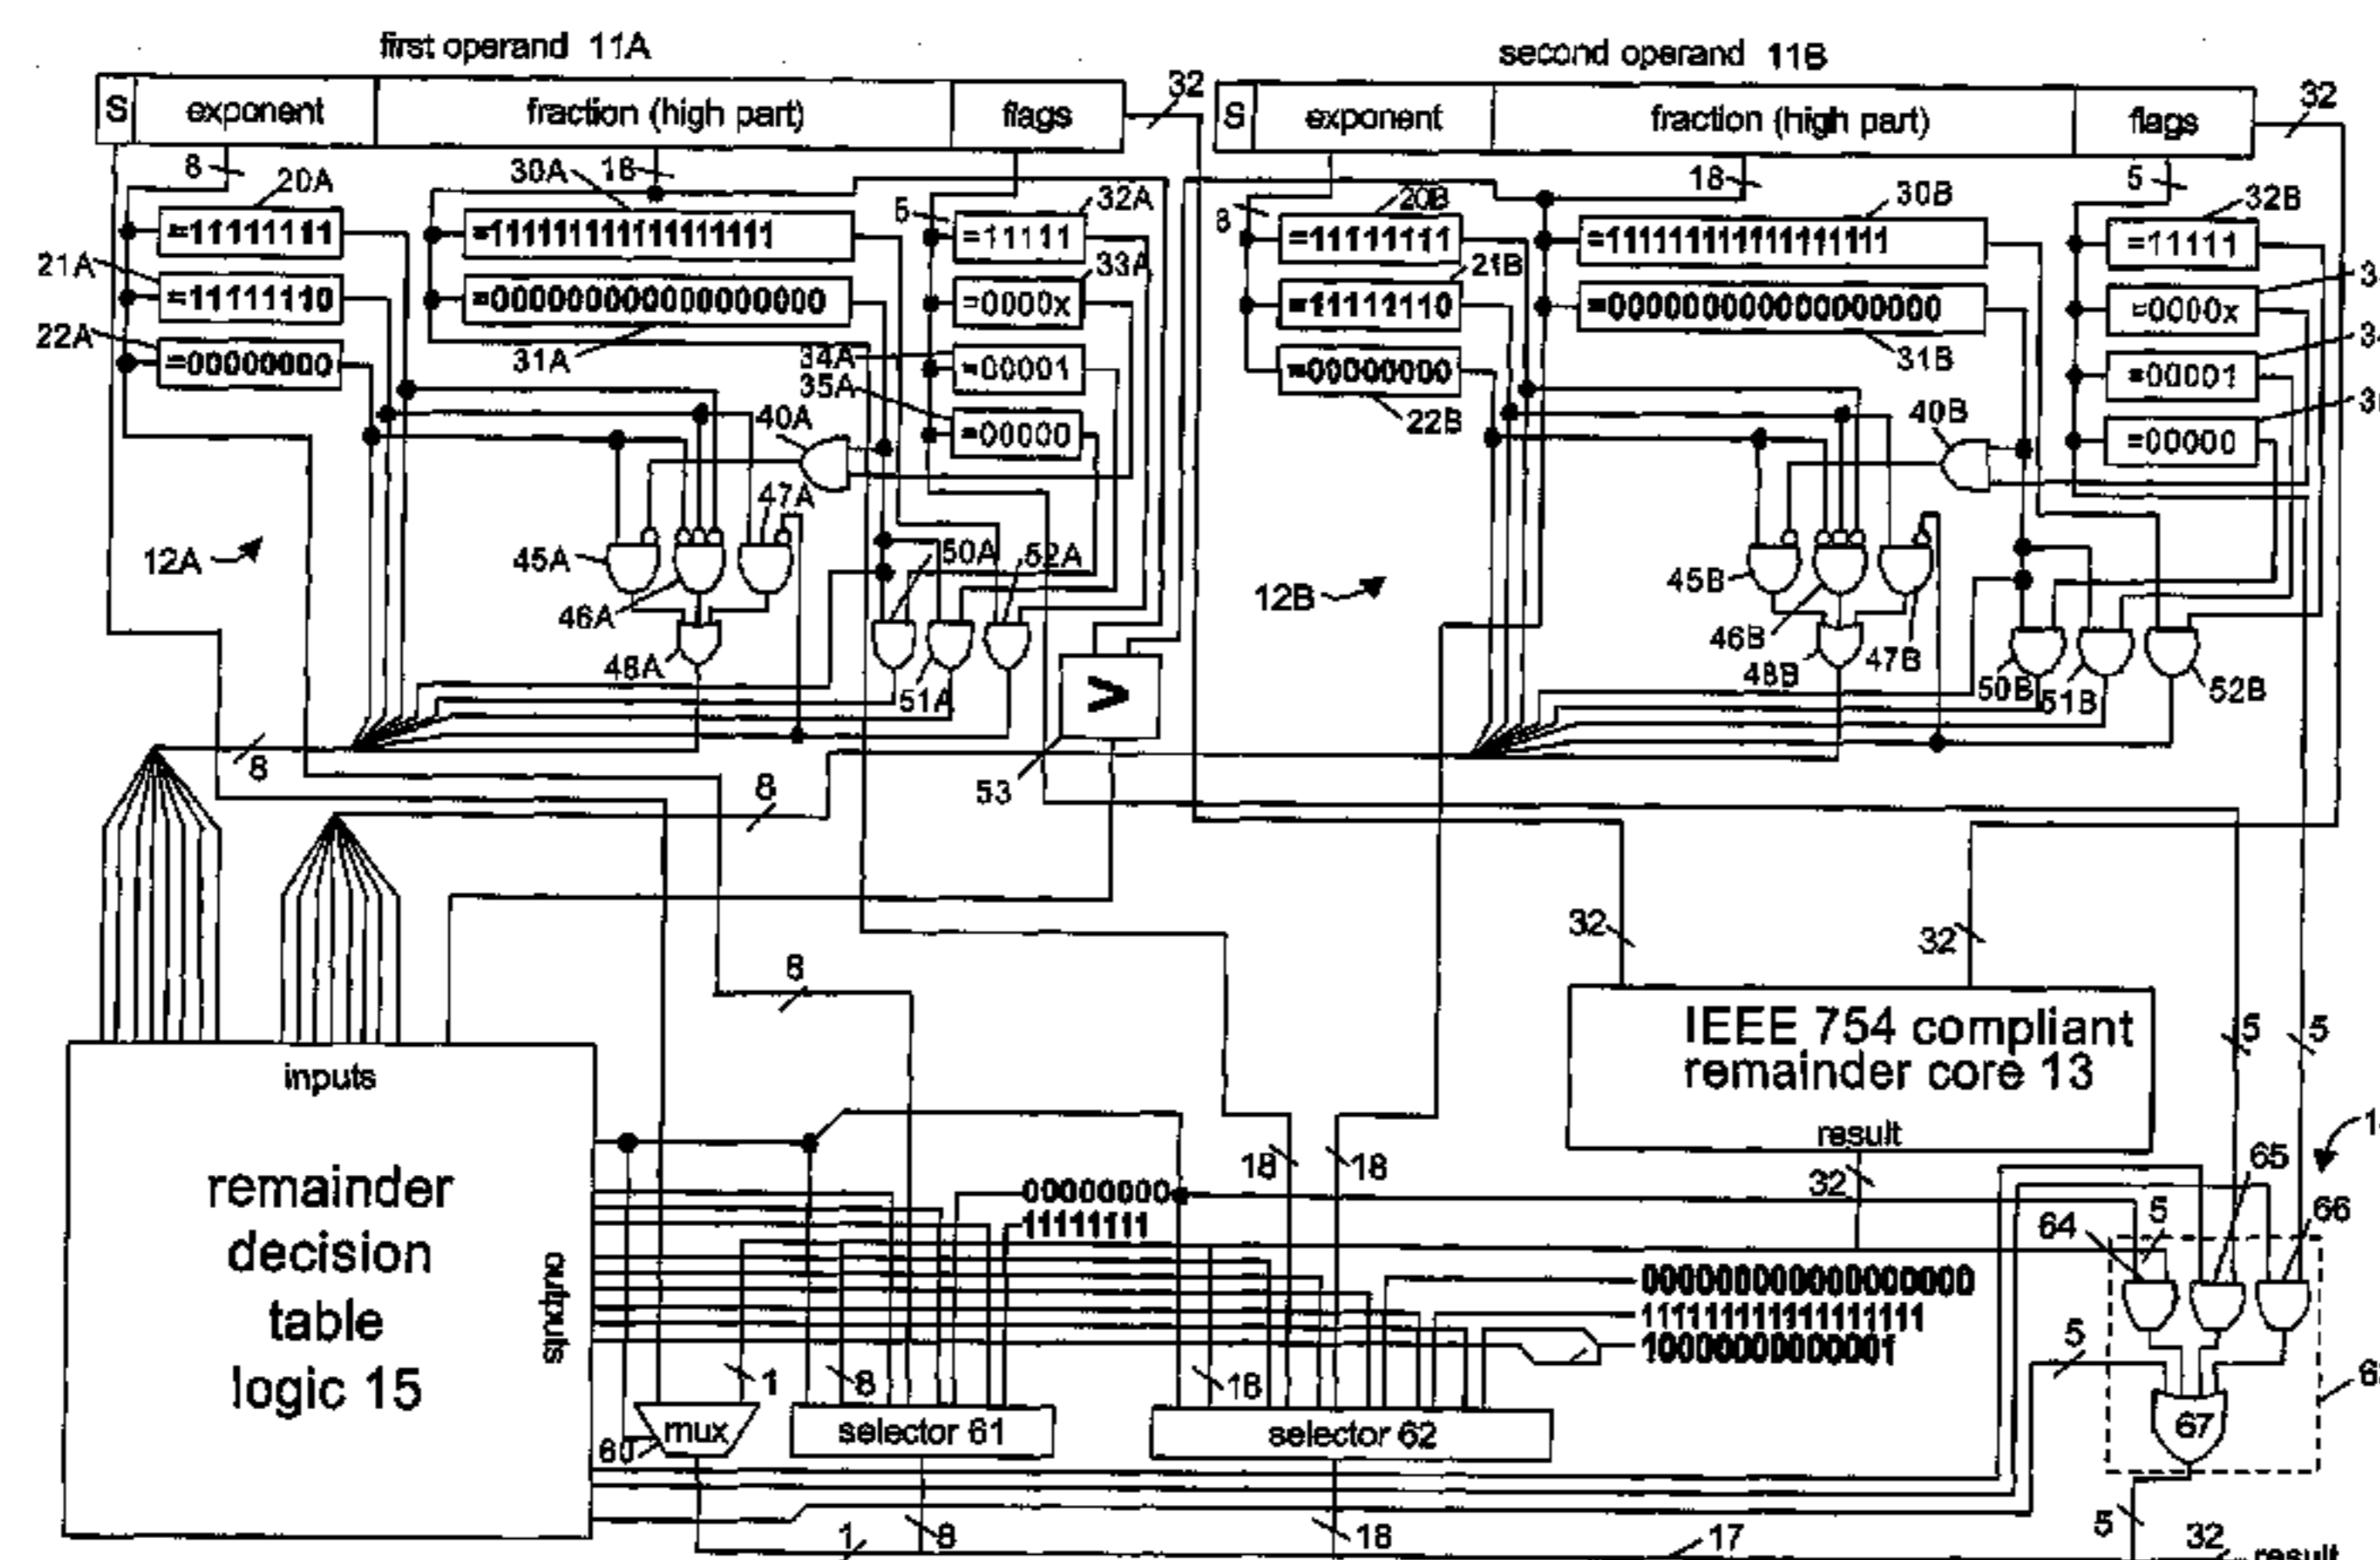 first operand 11A
second operand 11B
S exponent fraction (high part) flags
32
S exponent fraction (high part) flags
32
8 20A 30A 18 5 32A
=11111111 =111111111111111111 =11111
21A 33A
=11111110 =000000000000000000 =0000x
22A 31A 34A
=00000000 =00001
35A
40A =00000
47A
12A 45A 50A 52A
46A
48A 51A
8 20B 18 30B 5 32B
=11111111 =111111111111111111 =11111
21B
=11111110 =000000000000000000 =0000x
31B
=00000000 =00001
22B 40B
=00000
12B 45B
46B
48B 47B
50B 51B 52B
>
53
8
8
8
32 32
IEEE 754 compliant
remainder core 13
result
32
5 5
inputs
remainder
decision
table
logic 15
outputs
18 18
00000000
11111111
65
64 5 66
000000000000000000
111111111111111111
1 8 18
5
mux
60
selector 61
selector 62
67
1 8 18 17 5 32
result